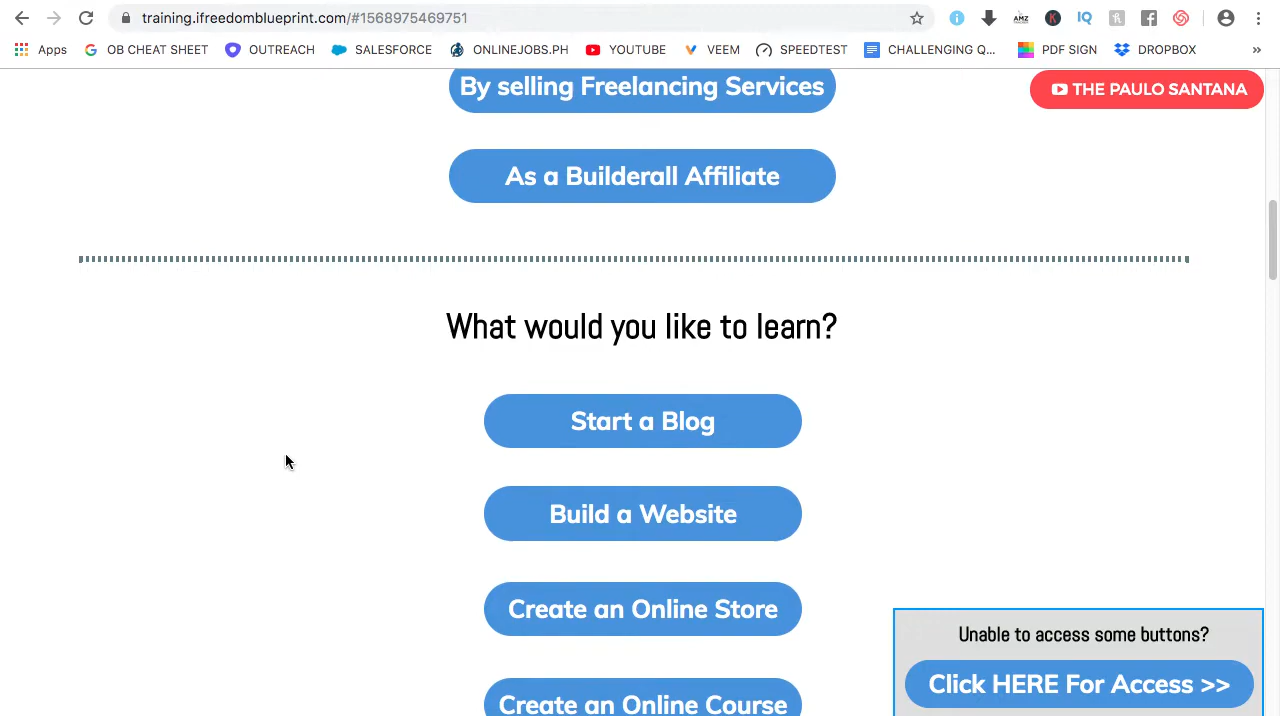 training.ifreedomblueprint.com/#1568975469751
AMZ
K
IQ
Apps
G OB CHEAT SHEET
OUTREACH
SALESFORCE
ONLINEJOBS.PH
YOUTUBE
VEEM
SPEEDTEST
CHALLENGING Q...
PDF SIGN
DROPBOX
»
By selling Freelancing Services
THE PAULO SANTANA
As a Builderall Affiliate
What would you like to learn?
Start a Blog
Build a Website
Create an Online Store
Unable to access some buttons?
Click HERE For Access >>
Create an Online Course